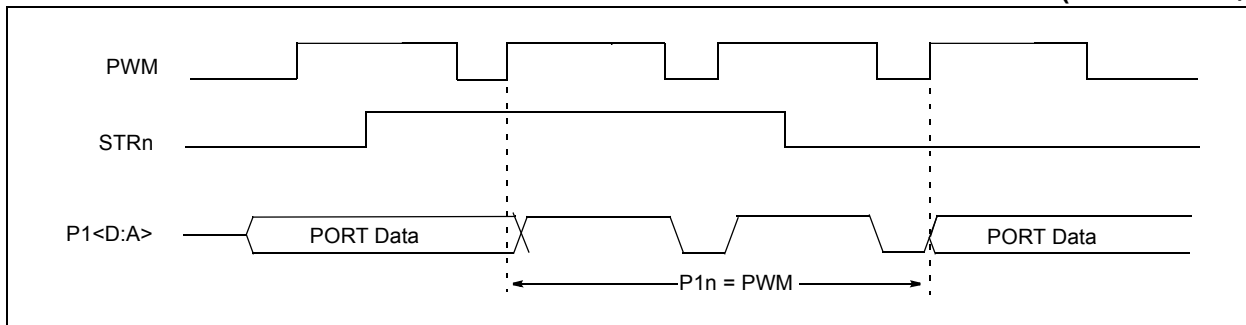 PWM
STRn
P1<D:A>
PORT Data
PORT Data
P1n = PWM